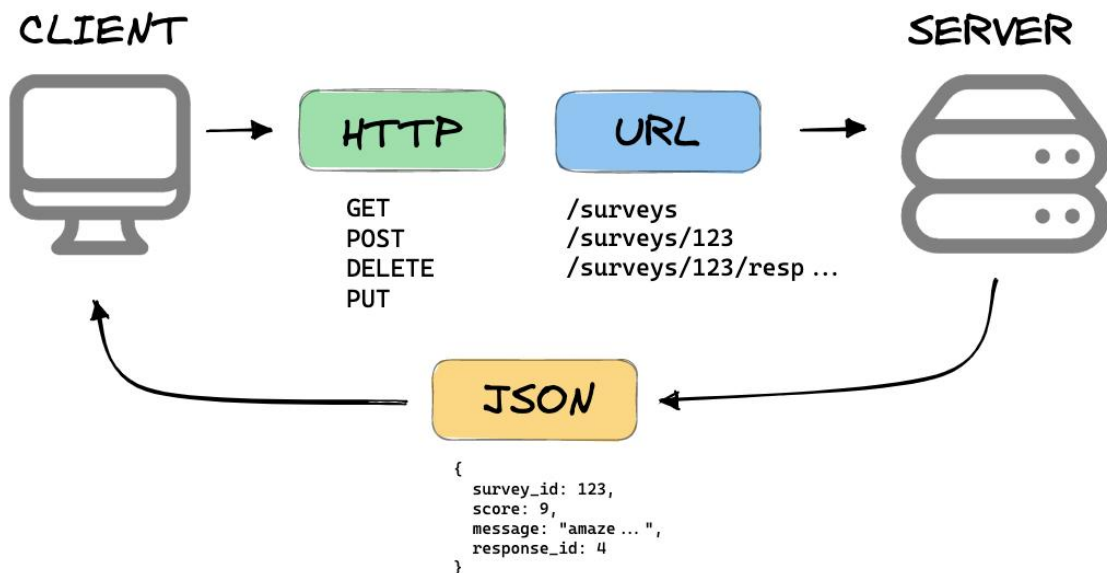 CLIENT
SERVER
HTTP
URL
GET
POST
DELETE
PUT
/surveys
/surveys/123
/surveys/123/resp ...
JSON
{
  survey_id: 123,
  score: 9,
  message: "amaze ... ",
  response_id: 4
}